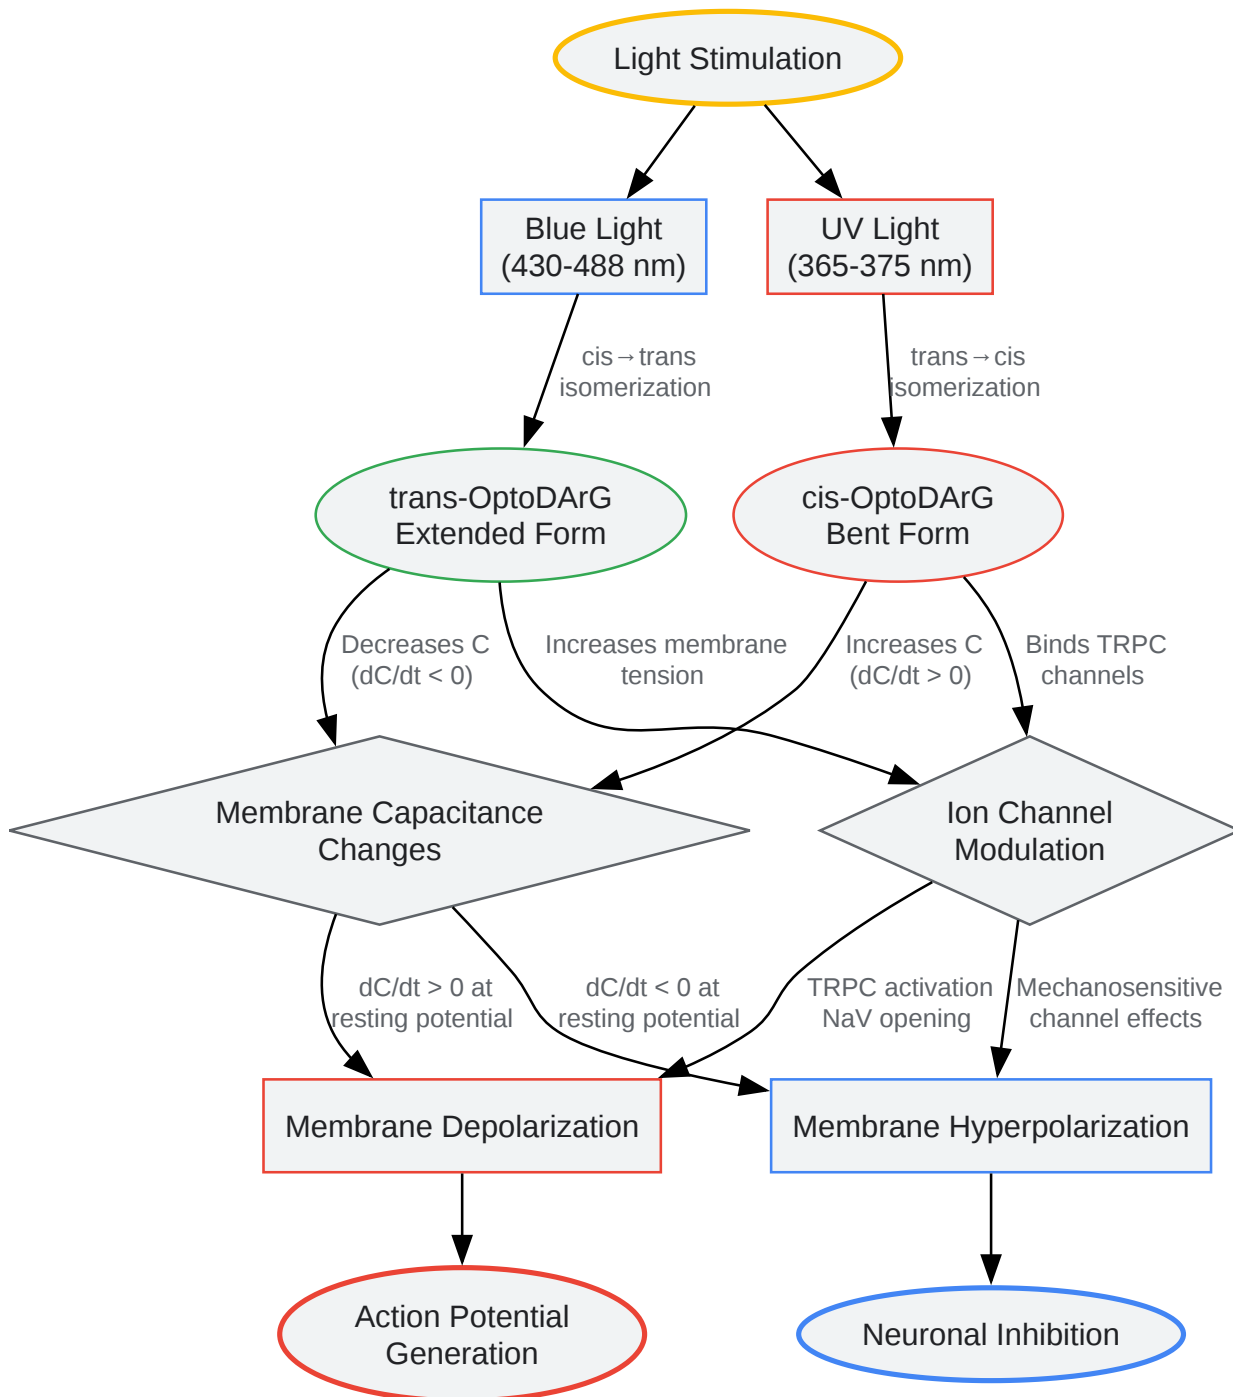 Light Stimulation
Blue Light
(430-488 nm)
UV Light
(365-375 nm)
cis→trans
isomerization
trans→cis
isomerization
trans-OptoDArG
Extended Form
cis-OptoDArG
Bent Form
Decreases C
(dC/dt < 0)
Increases membrane
tension
Increases C
(dC/dt > 0)
Binds TRPC
channels
Membrane Capacitance
Changes
Ion Channel
Modulation
dC/dt > 0 at
resting potential
dC/dt < 0 at
resting potential
TRPC activation
NaV opening
Mechanosensitive
channel effects
Membrane Depolarization
Membrane Hyperpolarization
Action Potential
Generation
Neuronal Inhibition